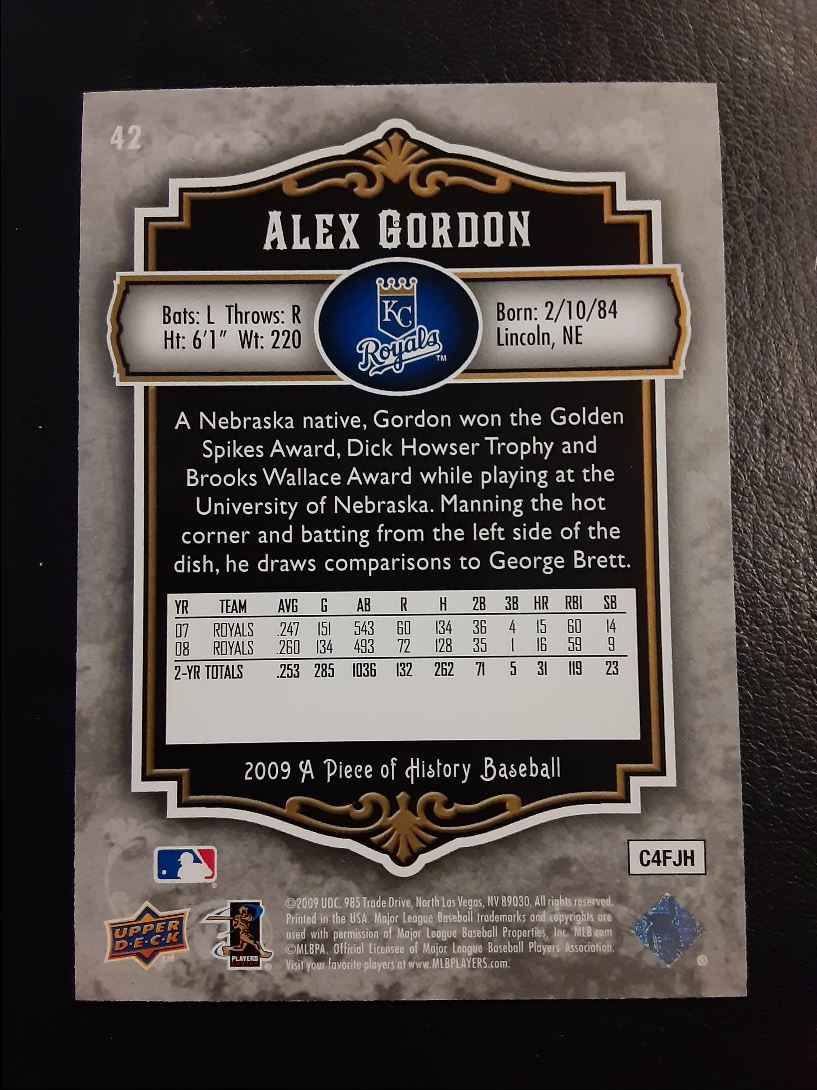 42
ALEX GORDON
Bats: L Throws: R
Ht: 6'1" Wt: 220
KC
Royals
TM
Born: 2/10/84
Lincoln, NE
A Nebraska native, Gordon won the Golden
Spikes Award, Dick Howser Trophy and
Brooks Wallace Award while playing at the
University of Nebraska. Manning the hot
corner and batting from the left side of the
dish, he draws comparisons to George Brett.
YR TEAM AVG G AB R H 2B 3B HR RBI SB
07 ROYALS .247 151 543 60 134 36 4 15 60 14
08 ROYALS .260 134 493 72 128 35 1 16 59 9
2-YR TOTALS .253 285 1036 132 262 71 5 31 119 23
2009 A Piece of History Baseball
C4FJH
UPPER
D.E.C.K
TM
PLAYERS
®
©2009 UDC. 985 Trade Drive, North Las Vegas, NV 89030. All rights reserved.
Printed in the USA. Major League Baseball trademarks and copyrights are
used with permission of Major League Baseball Properties, Inc. MLB.com
©MLBPA. Official Licensee of Major League Baseball Players Association.
Visit your favorite players at www.MLBPLAYERS.com.
®